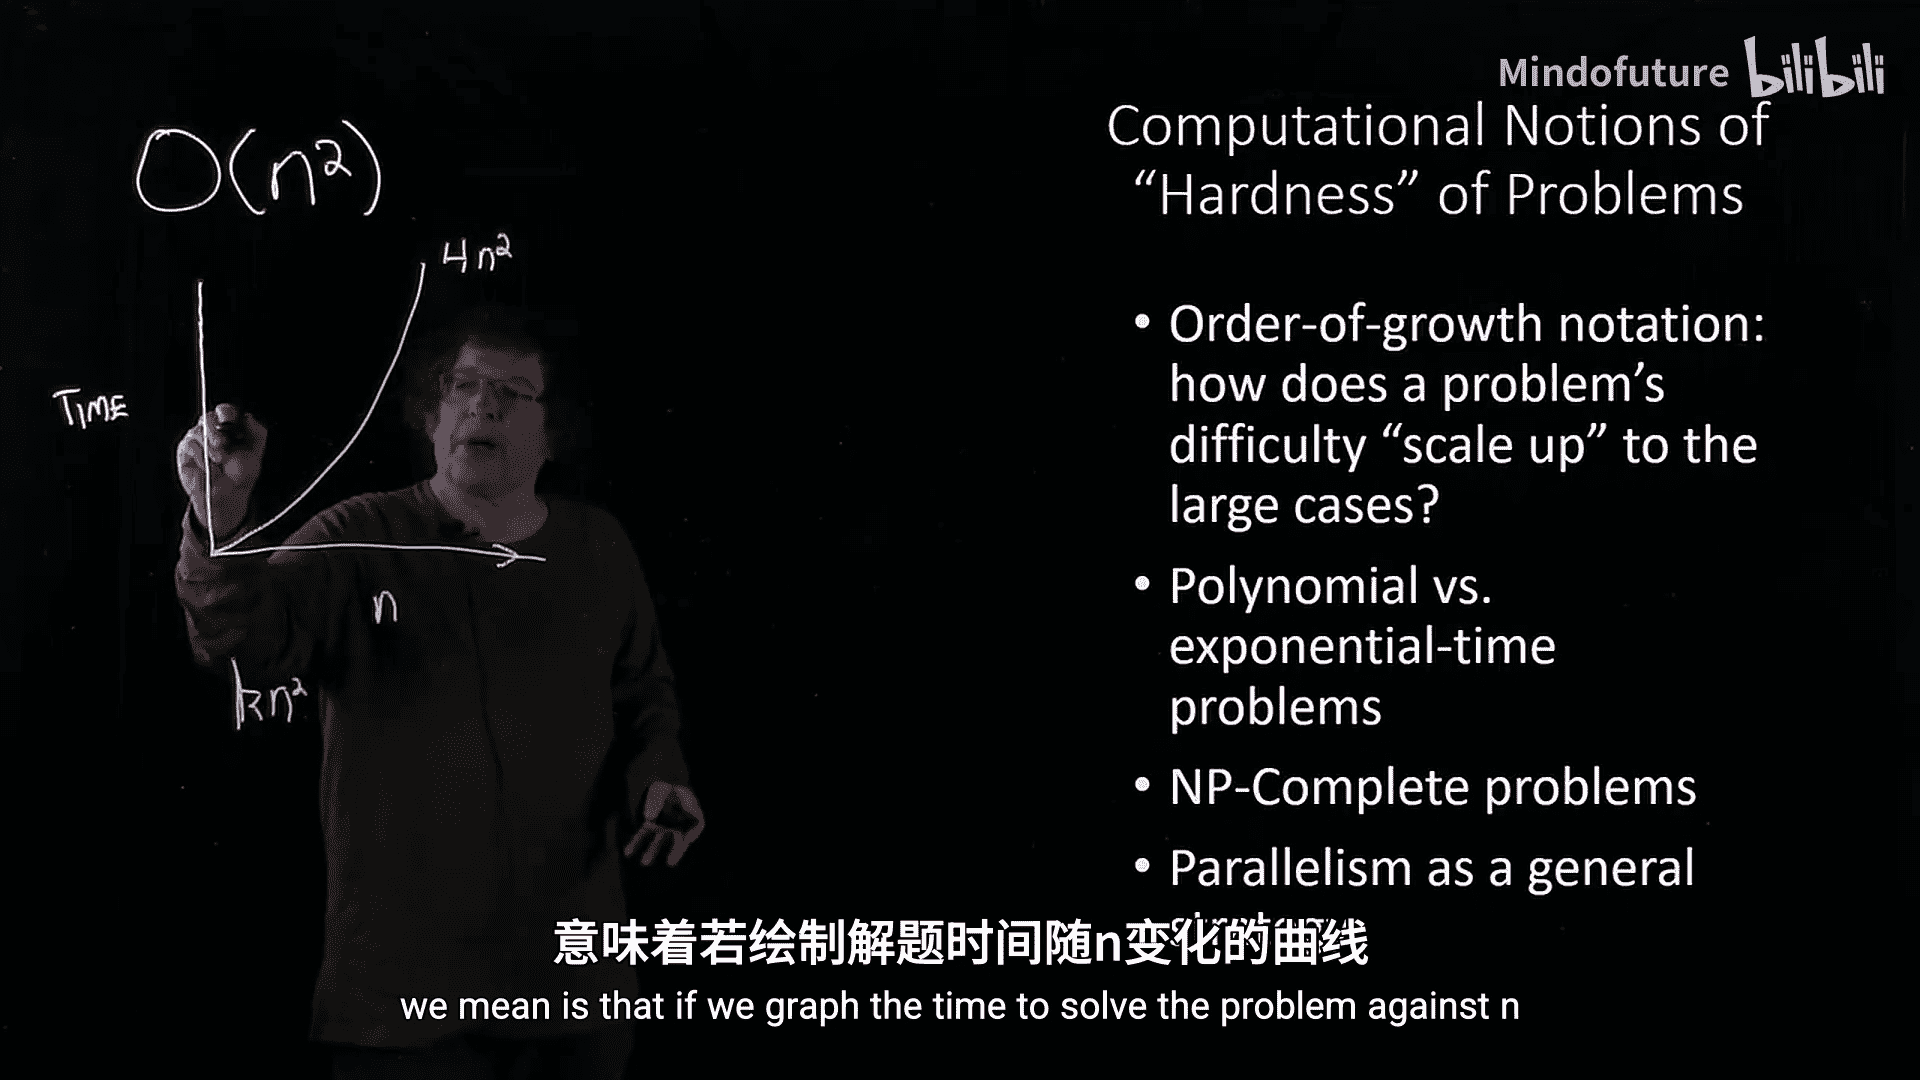 Mindofuture bilibili
O(n²)
4n²
TIME
n
kn²
Computational Notions of
“Hardness” of Problems
• Order-of-growth notation:
how does a problem’s
difficulty “scale up” to the
large cases?
• Polynomial vs.
exponential-time
problems
• NP-Complete problems
• Parallelism as a general
意味着若绘制解题时间随n变化的曲线
we mean is that if we graph the time to solve the problem against n